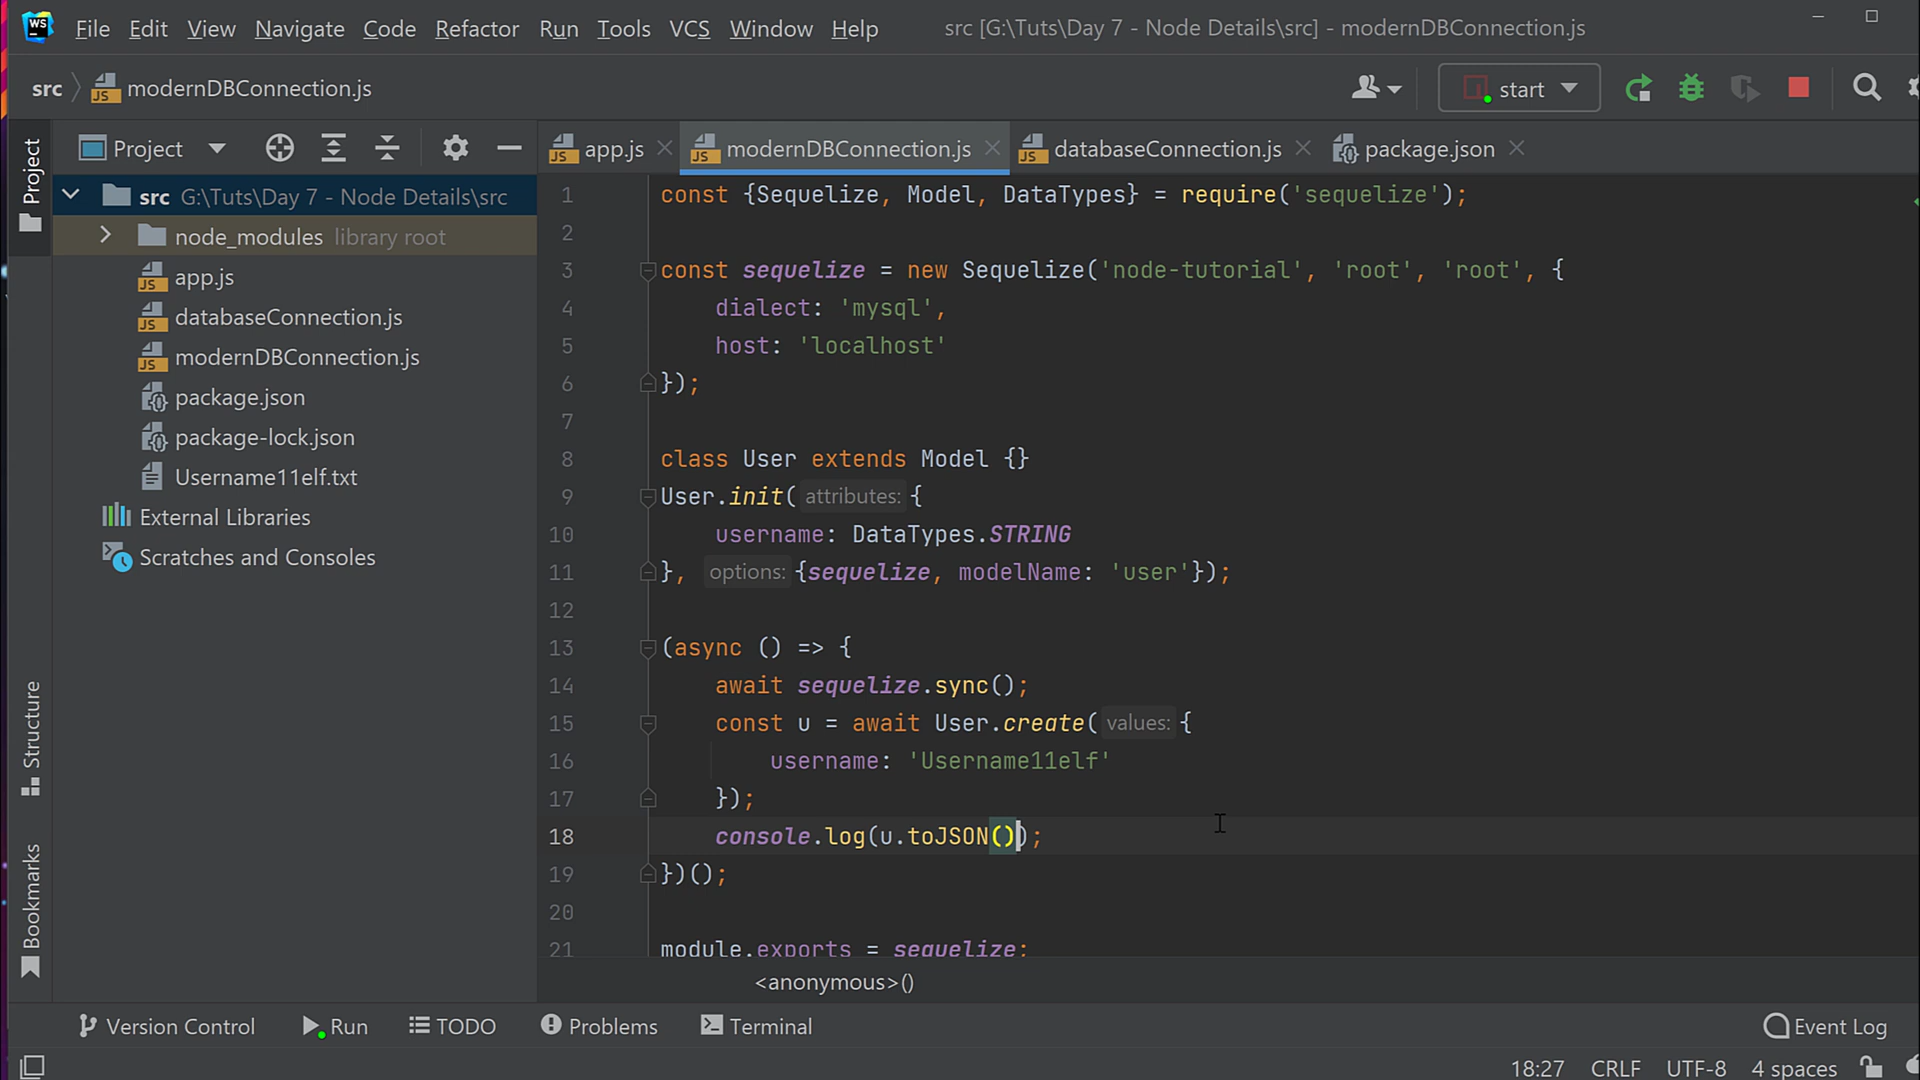 WS File Edit View Navigate Code Refactor Run Tools VCS Window Help src [G:\Tuts\Day 7 - Node Details\src] - modernDBConnection.js
src modernDBConnection.js start
Project Project app.js modernDBConnection.js databaseConnection.js package.json
src G:\Tuts\Day 7 - Node Details\src
node_modules library root
app.js
databaseConnection.js
modernDBConnection.js
package.json
package-lock.json
Username11elf.txt
External Libraries
Scratches and Consoles
Structure
Bookmarks
1 const {Sequelize, Model, DataTypes} = require('sequelize');
2
3 const sequelize = new Sequelize('node-tutorial', 'root', 'root', {
4 dialect: 'mysql',
5 host: 'localhost'
6 });
7
8 class User extends Model {}
9 User.init( attributes: {
10 username: DataTypes.STRING
11 }, options: {sequelize, modelName: 'user'});
12
13 (async () => {
14 await sequelize.sync();
15 const u = await User.create( values: {
16 username: 'Username11elf'
17 });
18 console.log(u.toJSON());
19 })();
20
21 module.exports = sequelize;
<anonymous>()
Version Control Run TODO Problems Terminal Event Log
18:27 CRLF UTF-8 4 spaces